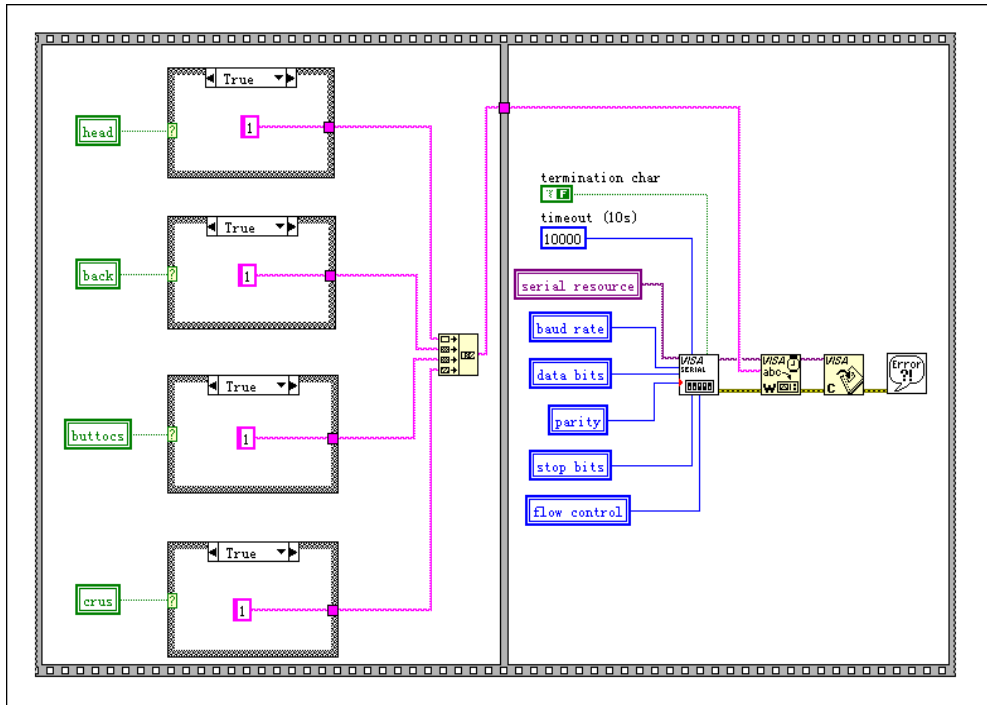 True
1
head
True
1
back
True
1
buttocs
True
1
crus
termination char
F
timeout (10s)
10000
serial resource
baud rate
data bits
parity
stop bits
flow control
VISA
SERIAL
VISA
abc
W
VISA
C
Error
?!